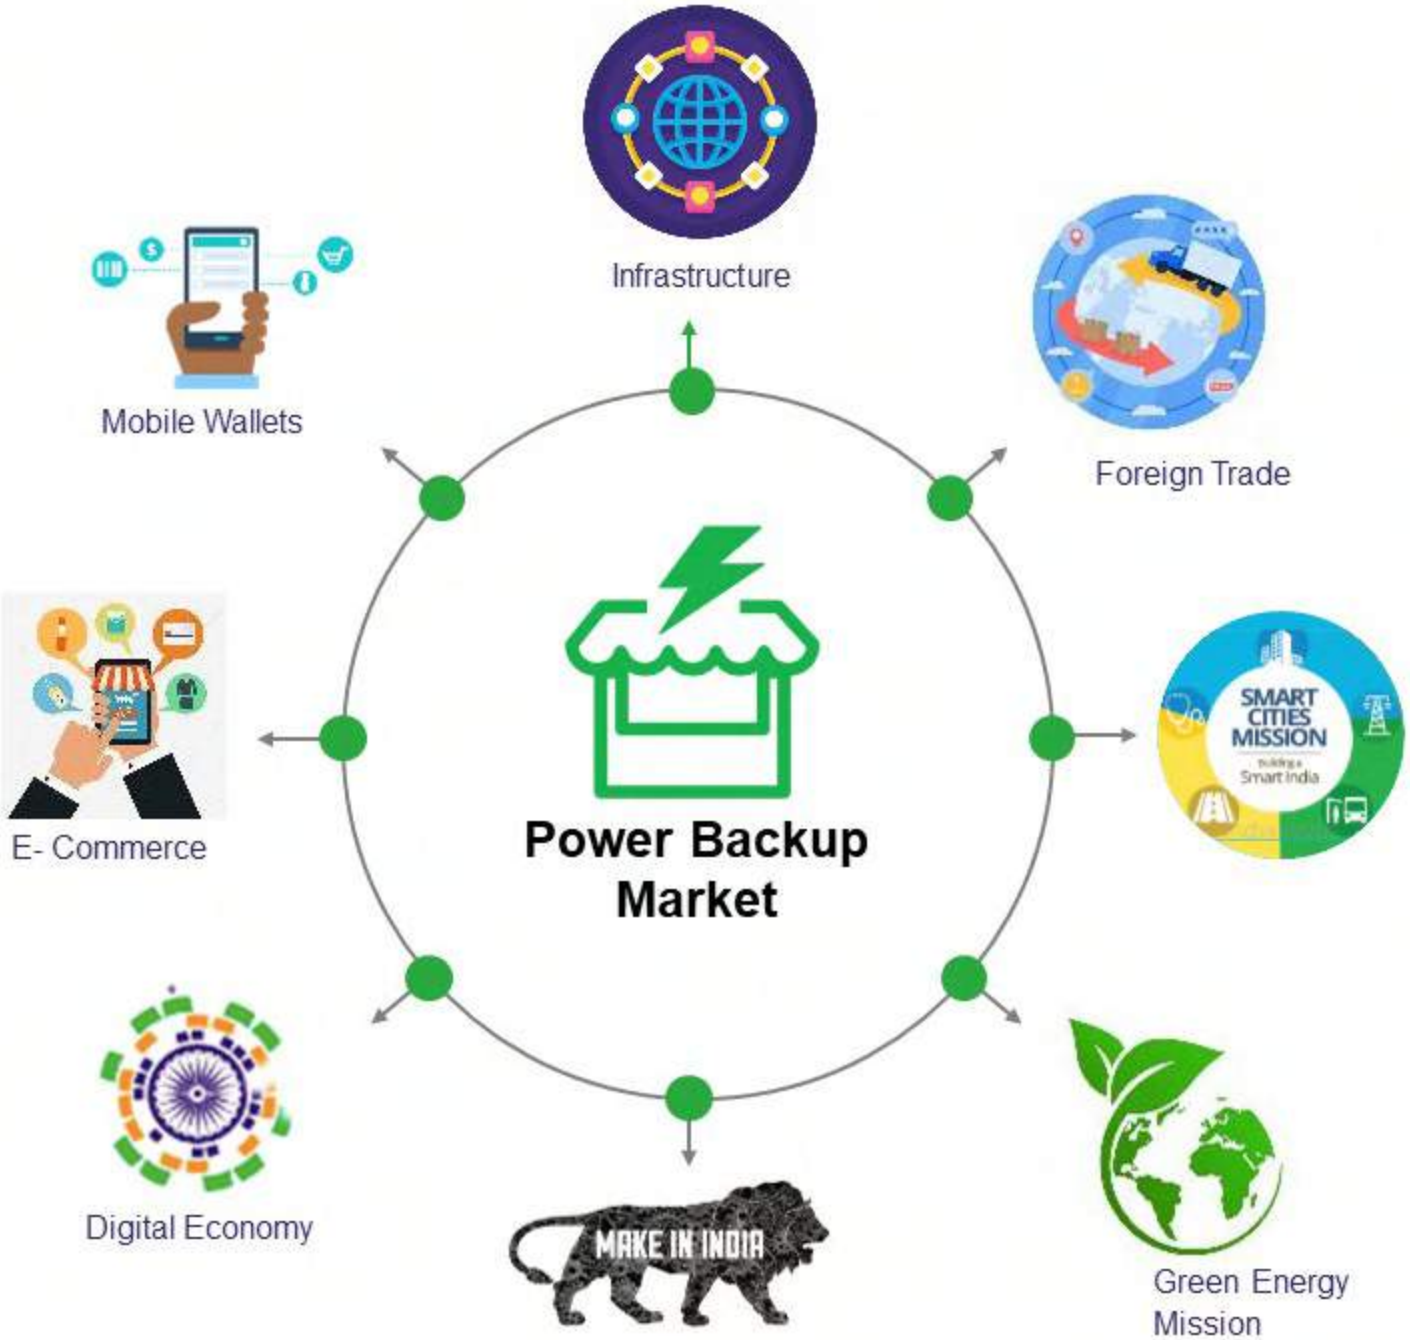 Infrastructure
Mobile Wallets
Foreign Trade
SMART
CITIES
MISSION
Building a
Smart India
E- Commerce
Power Backup
Market
Digital Economy
MAKE IN INDIA
Green Energy
Mission